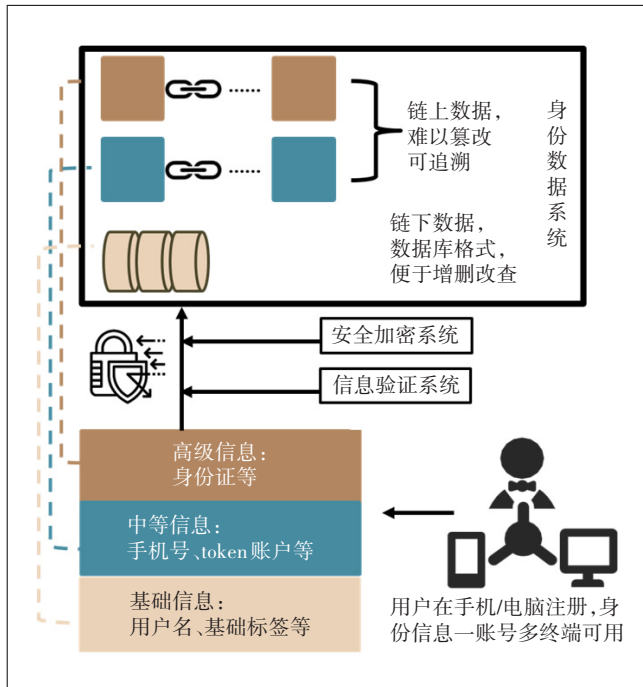 链上数据，
难以篡改
可追溯
身份数据系统
链下数据，
数据库格式，
便于增删改查
安全加密系统
信息验证系统
高级信息：
身份证等
中等信息：
手机号、token 账户等
基础信息：
用户名、基础标签等
用户在手机/电脑注册，身
份信息一账号多终端可用